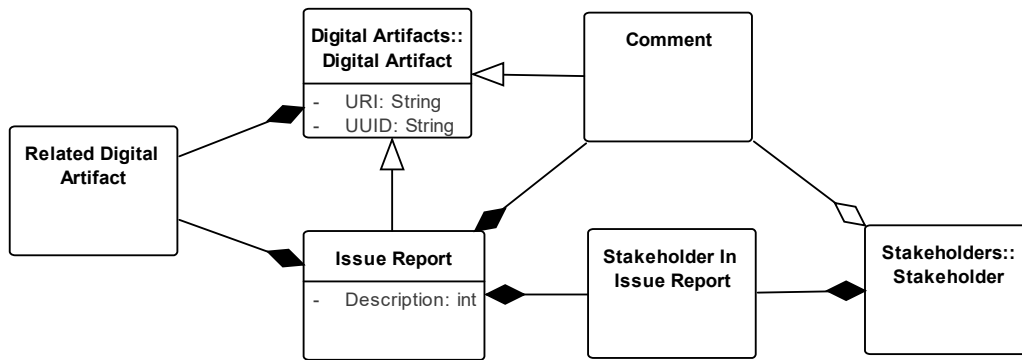 Digital Artifacts::
Digital Artifact
- URI: String
- UUID: String
Comment
Related Digital
Artifact
Issue Report
- Description: int
Stakeholder In
Issue Report
Stakeholders::
Stakeholder